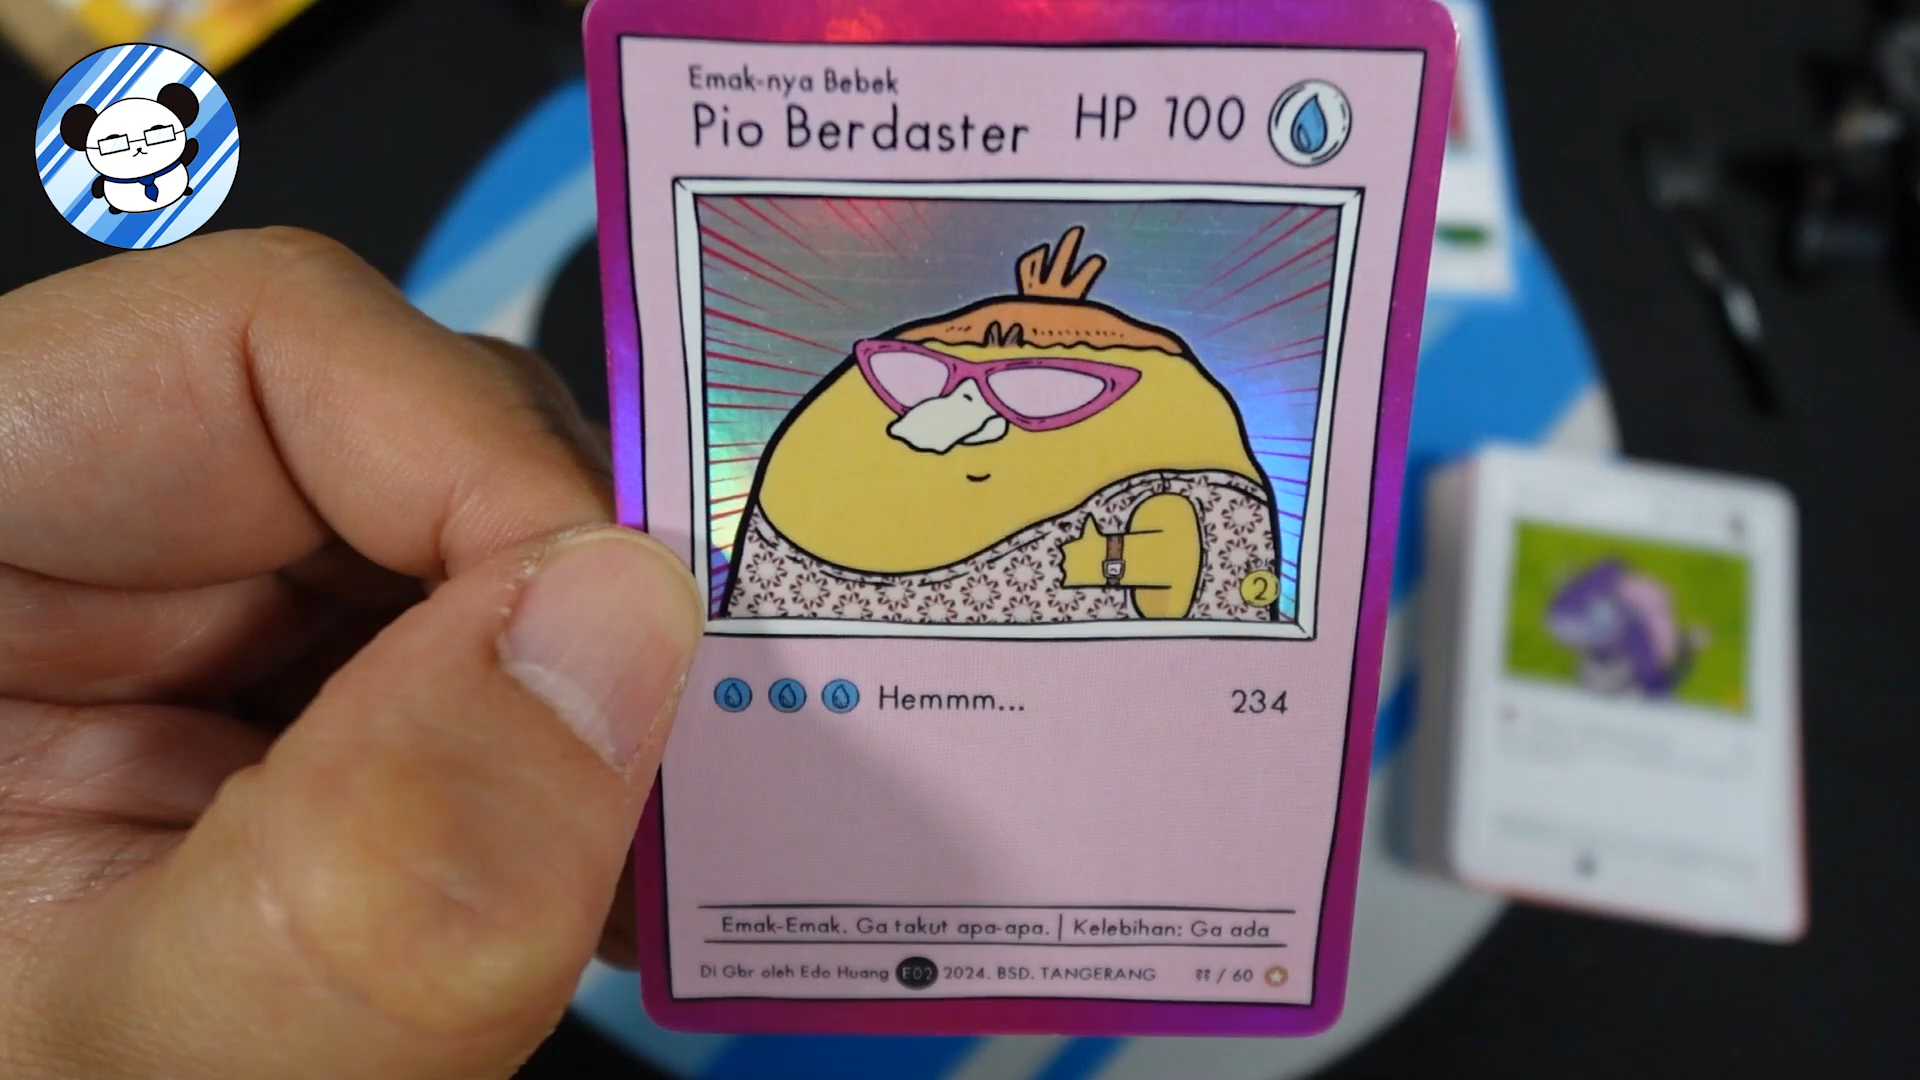 Emak-nya Bebek
Pio Berdaster HP 100
2
Hemmm... 234
Emak-Emak. Ga takut apa-apa. | Kelebihan: Ga ada
Di Gbr oleh Edo Huang E02 2024. BSD. TANGERANG ?? / 60